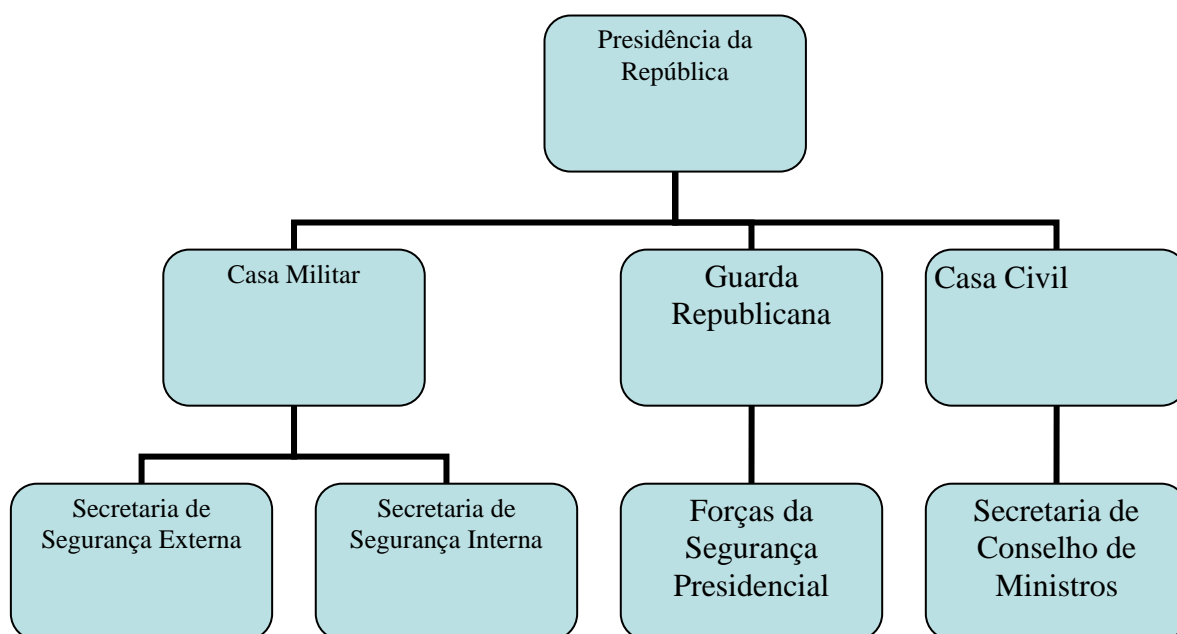 Presidência da
República
Casa Militar
Guarda
Republicana
Casa Civil
Secretaria de
Segurança Externa
Secretaria de
Segurança Interna
Forças da
Segurança
Presidencial
Secretaria de
Conselho de
Ministros